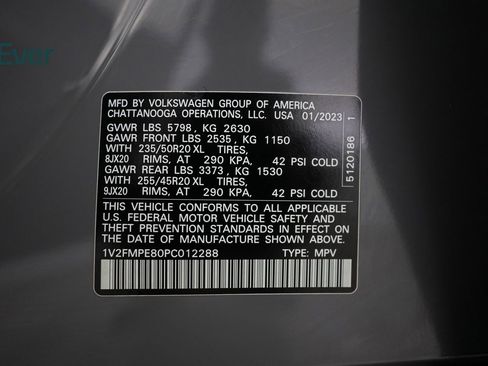 Ever
MFD BY VOLKSWAGEN GROUP OF AMERICA
CHATTANOOGA OPERATIONS, LLC. USA 01/2023
GVWR LBS 5798, KG 2630
GAWR FRONT LBS 2535, KG 1150
WITH 235/50R20 XL TIRES,
8JX20 RIMS, AT 290 KPA, 42 PSI COLD
GAWR REAR LBS 3373, KG 1530
WITH 255/45R20 XL TIRES,
9JX20 RIMS, AT 290 KPA, 42 PSI COLD
THIS VEHICLE CONFORMS TO ALL APPLICABLE
U.S. FEDERAL MOTOR VEHICLE SAFETY AND
THEFT PREVENTION STANDARDS IN EFFECT ON
THE DATE OF MANUFACTURE SHOWN ABOVE.
1V2FMPE80PC012288 TYPE: MPV
5120186 1